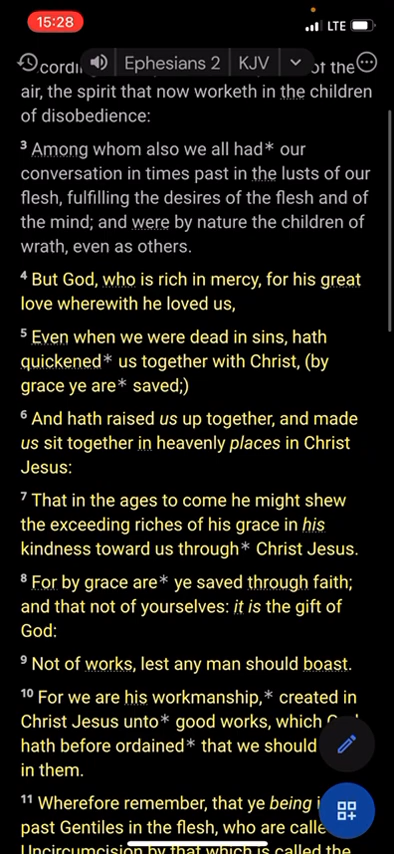 15:28
LTE
Ephesians 2 KJV
of the
air, the spirit that now worketh in the children
of disobedience:
3 Among whom also we all had* our
conversation in times past in the lusts of our
flesh, fulfilling the desires of the flesh and of
the mind; and were by nature the children of
wrath, even as others.
4 But God, who is rich in mercy, for his great
love wherewith he loved us,
5 Even when we were dead in sins, hath
quickened* us together with Christ, (by
grace ye are* saved;)
6 And hath raised us up together, and made
us sit together in heavenly places in Christ
Jesus:
7 That in the ages to come he might shew
the exceeding riches of his grace in his
kindness toward us through* Christ Jesus.
8 For by grace are* ye saved through faith;
and that not of yourselves: it is the gift of
God:
9 Not of works, lest any man should boast.
10 For we are his workmanship,* created in
Christ Jesus unto* good works, which
hath before ordained* that we should
in them.
11 Wherefore remember, that ye being
past Gentiles in the flesh, who are calle
Uncircumcision by that which is called the